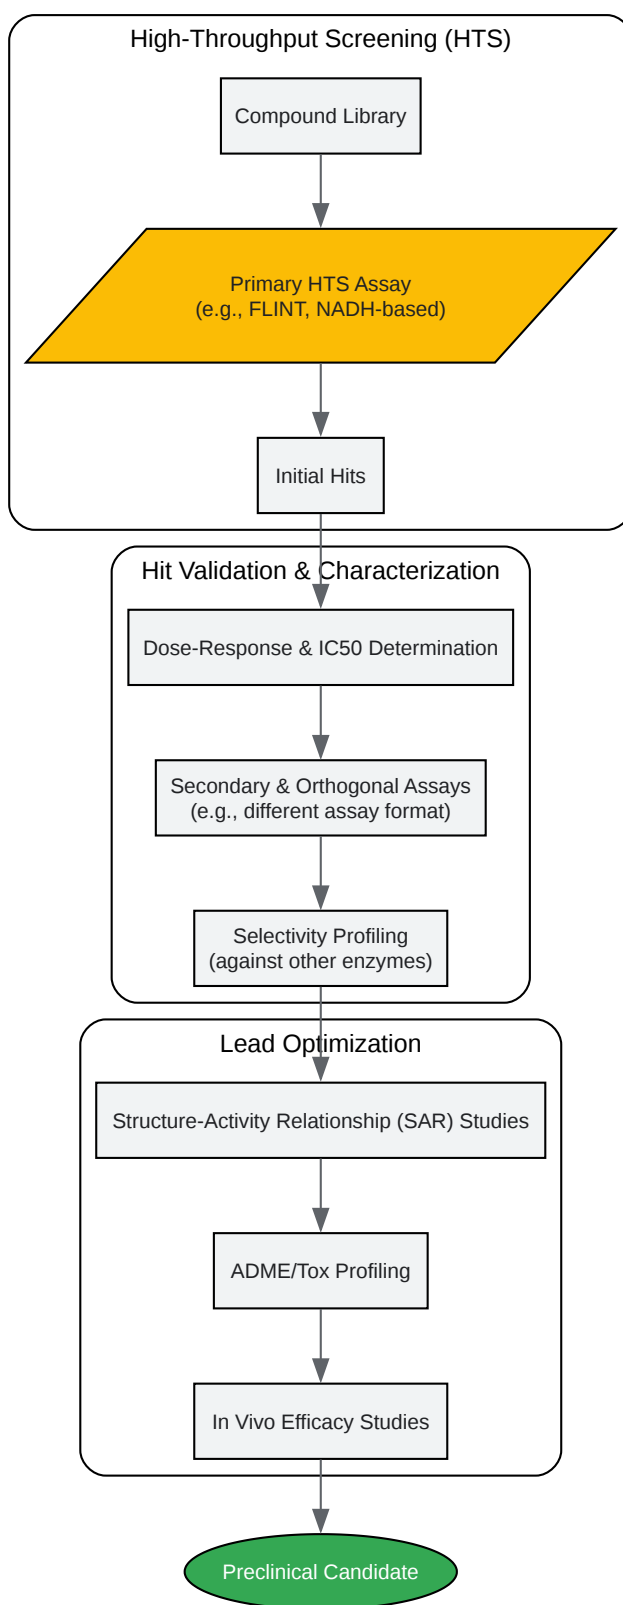 High-Throughput Screening (HTS)
Compound Library
Primary HTS Assay
(e.g., FLINT, NADH-based)
Initial Hits
Hit Validation & Characterization
Dose-Response & IC50 Determination
Secondary & Orthogonal Assays
(e.g., different assay format)
Selectivity Profiling
(against other enzymes)
Lead Optimization
Structure-Activity Relationship (SAR) Studies
ADME/Tox Profiling
In Vivo Efficacy Studies
Preclinical Candidate